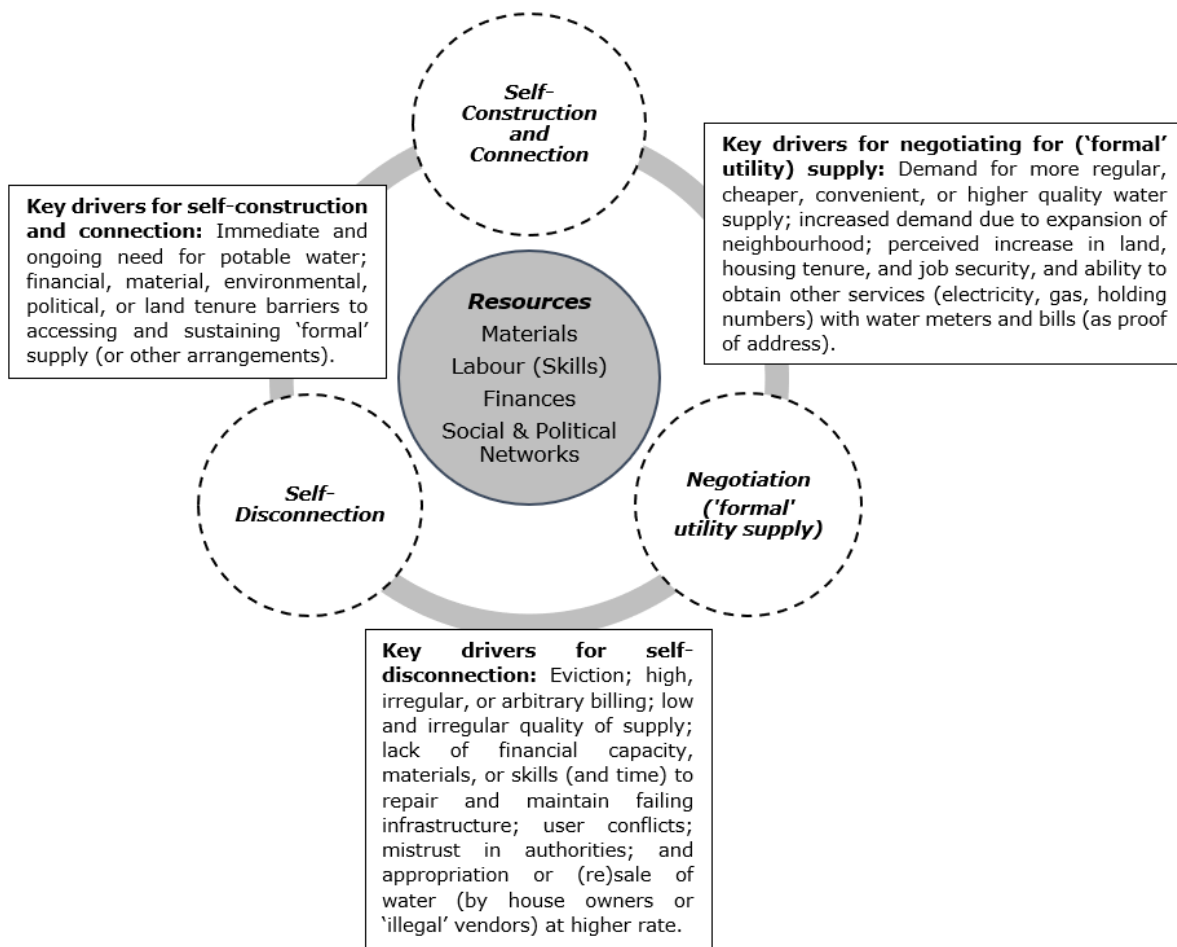 Self-
Construction
and
Connection
Key drivers for negotiating for (‘formal’
utility) supply: Demand for more regular,
cheaper, convenient, or higher quality water
supply; increased demand due to expansion of
neighbourhood; perceived increase in land,
housing tenure, and job security, and ability to
obtain other services (electricity, gas, holding
numbers) with water meters and bills (as proof
of address).
Key drivers for self-construction
and connection: Immediate and
ongoing need for potable water;
financial, material, environmental,
political, or land tenure barriers to
accessing and sustaining ‘formal’
supply (or other arrangements).
Resources
Materials
Labour (Skills)
Finances
Social & Political
Networks
Self-
Disconnection
Negotiation
('formal'
utility supply)
Key drivers for self-
disconnection: Eviction; high,
irregular, or arbitrary billing; low
and irregular quality of supply;
lack of financial capacity,
materials, or skills (and time) to
repair and maintain failing
infrastructure; user conflicts;
mistrust in authorities; and
appropriation or (re)sale of
water (by house owners or
‘illegal’ vendors) at higher rate.